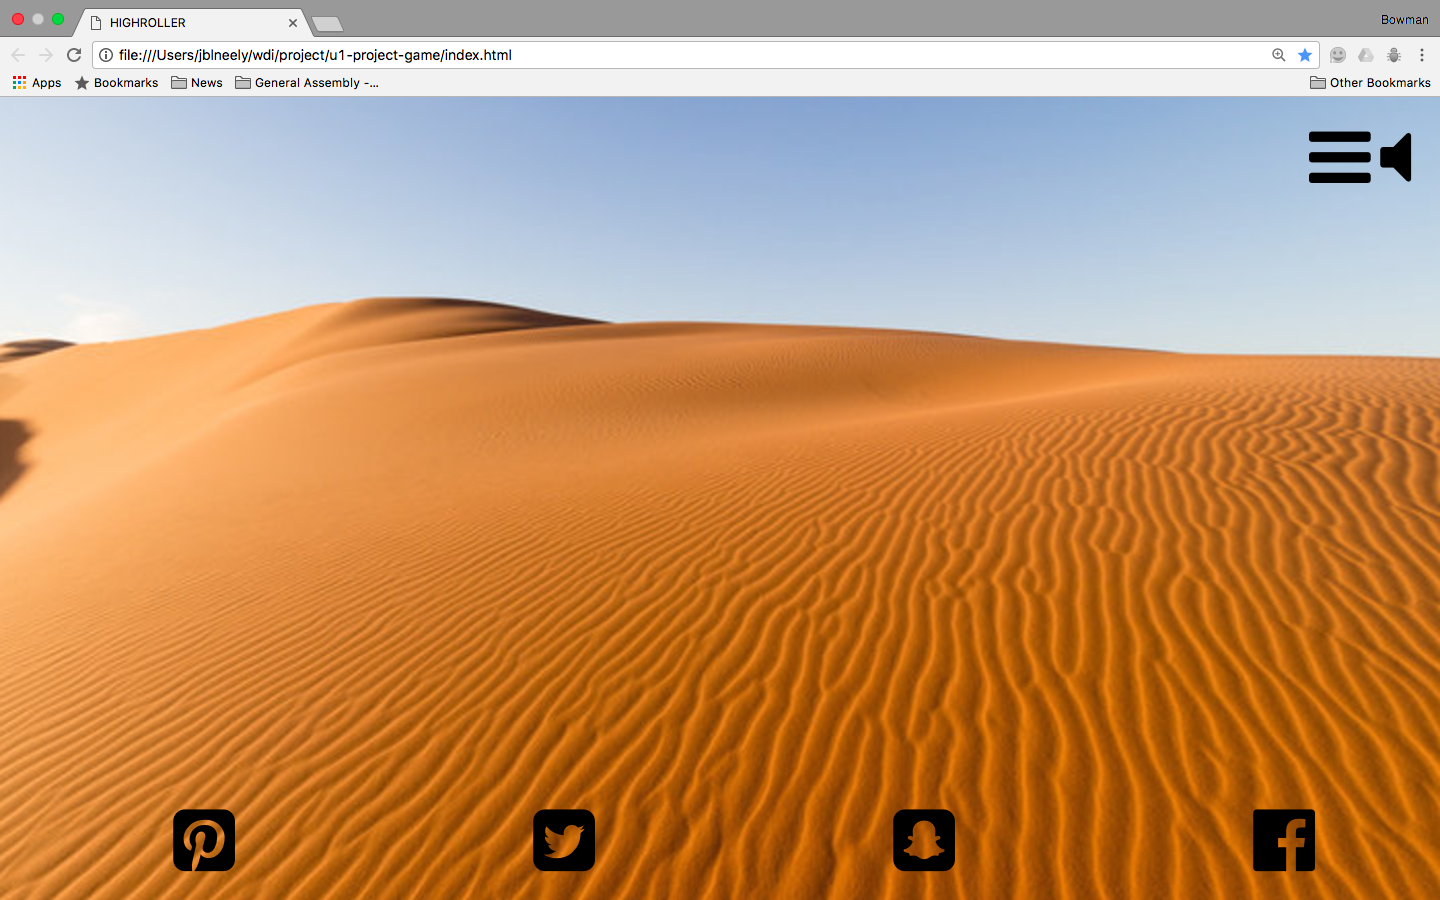 HIGHROLLER
Bowman
file:///Users/jblneely/wdi/project/u1-project-game/index.html
Apps
Bookmarks
News
General Assembly -...
Other Bookmarks